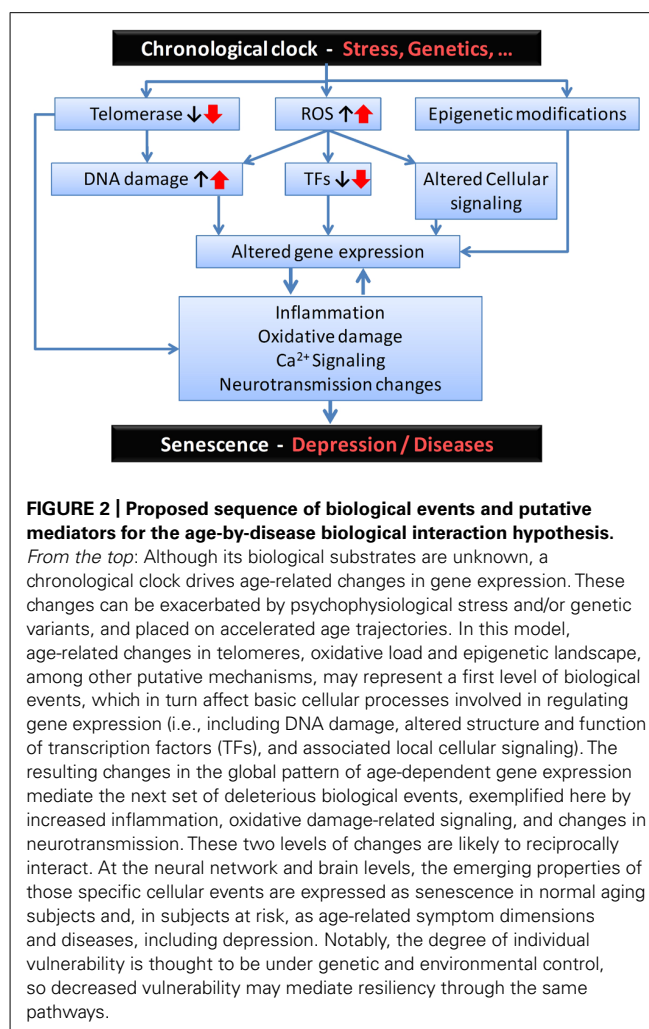 Chronological clock - Stress, Genetics, ...
Telomerase ↓
ROS ↑
Epigenetic modifications
DNA damage ↑
TFs ↓
Altered Cellular
signaling
Altered gene expression
Inflammation
Oxidative damage
Ca²⁺ Signaling
Neurotransmission changes
Senescence - Depression / Diseases
FIGURE 2 | Proposed sequence of biological events and putative
mediators for the age-by-disease biological interaction hypothesis.
From the top: Although its biological substrates are unknown, a
chronological clock drives age-related changes in gene expression. These
changes can be exacerbated by psychophysiological stress and/or genetic
variants, and placed on accelerated age trajectories. In this model,
age-related changes in telomeres, oxidative load and epigenetic landscape,
among other putative mechanisms, may represent a first level of biological
events, which in turn affect basic cellular processes involved in regulating
gene expression (i.e., including DNA damage, altered structure and function
of transcription factors (TFs), and associated local cellular signaling). The
resulting changes in the global pattern of age-dependent gene expression
mediate the next set of deleterious biological events, exemplified here by
increased inflammation, oxidative damage-related signaling, and changes in
neurotransmission. These two levels of changes are likely to reciprocally
interact. At the neural network and brain levels, the emerging properties of
those specific cellular events are expressed as senescence in normal aging
subjects and, in subjects at risk, as age-related symptom dimensions
and diseases, including depression. Notably, the degree of individual
vulnerability is thought to be under genetic and environmental control,
so decreased vulnerability may mediate resiliency through the same
pathways.